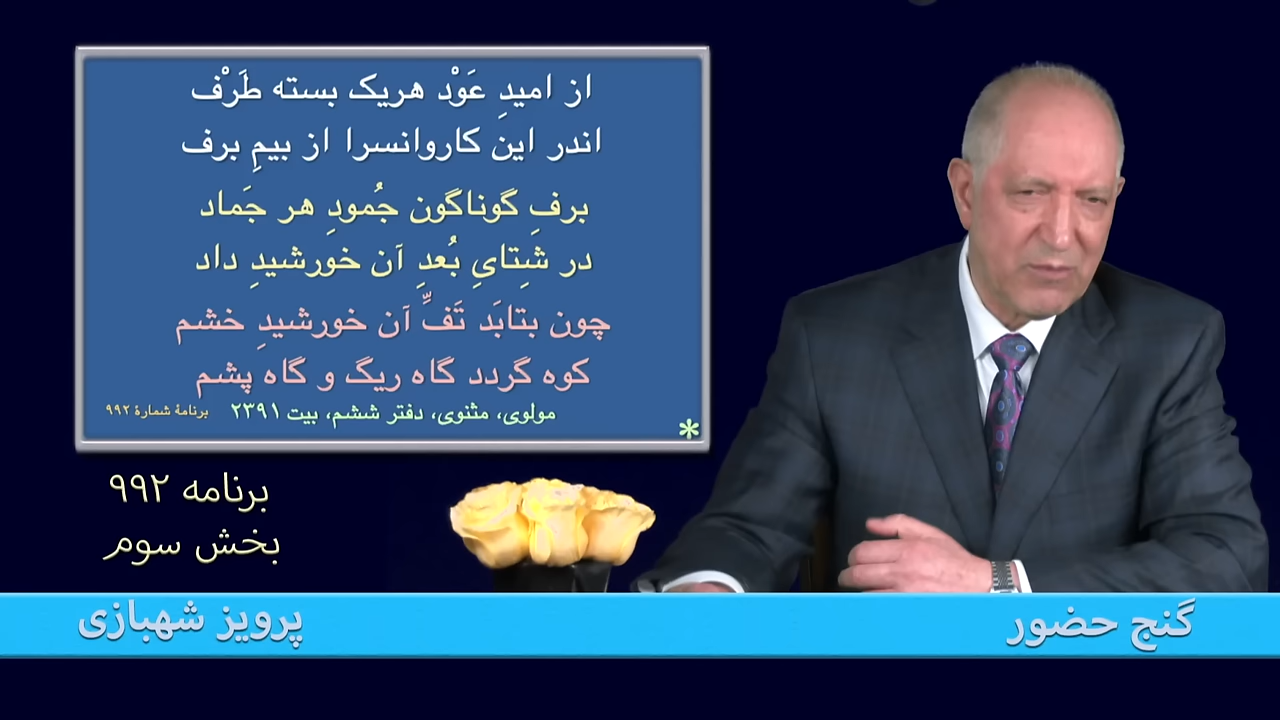 از امیدِ عَوْد هریک بسته طَرْف
اندر این کاروانسرا از بیمِ برف
برفِ گوناگون جُمودِ هر جَماد
در شِتایِ بُعدِ آن خورشیدِ داد
چون بتابَد تَفِّ آن خورشیدِ خشم
کوه گردد گاه ریگ و گاه پشم
مولوی، مثنوی، دفتر ششم، بیت ۲۳۹۱
برنامهٔ شمارهٔ ۹۹۲
*
برنامه ۹۹۲
بخش سوم
گنج حضور
پرویز شهبازی